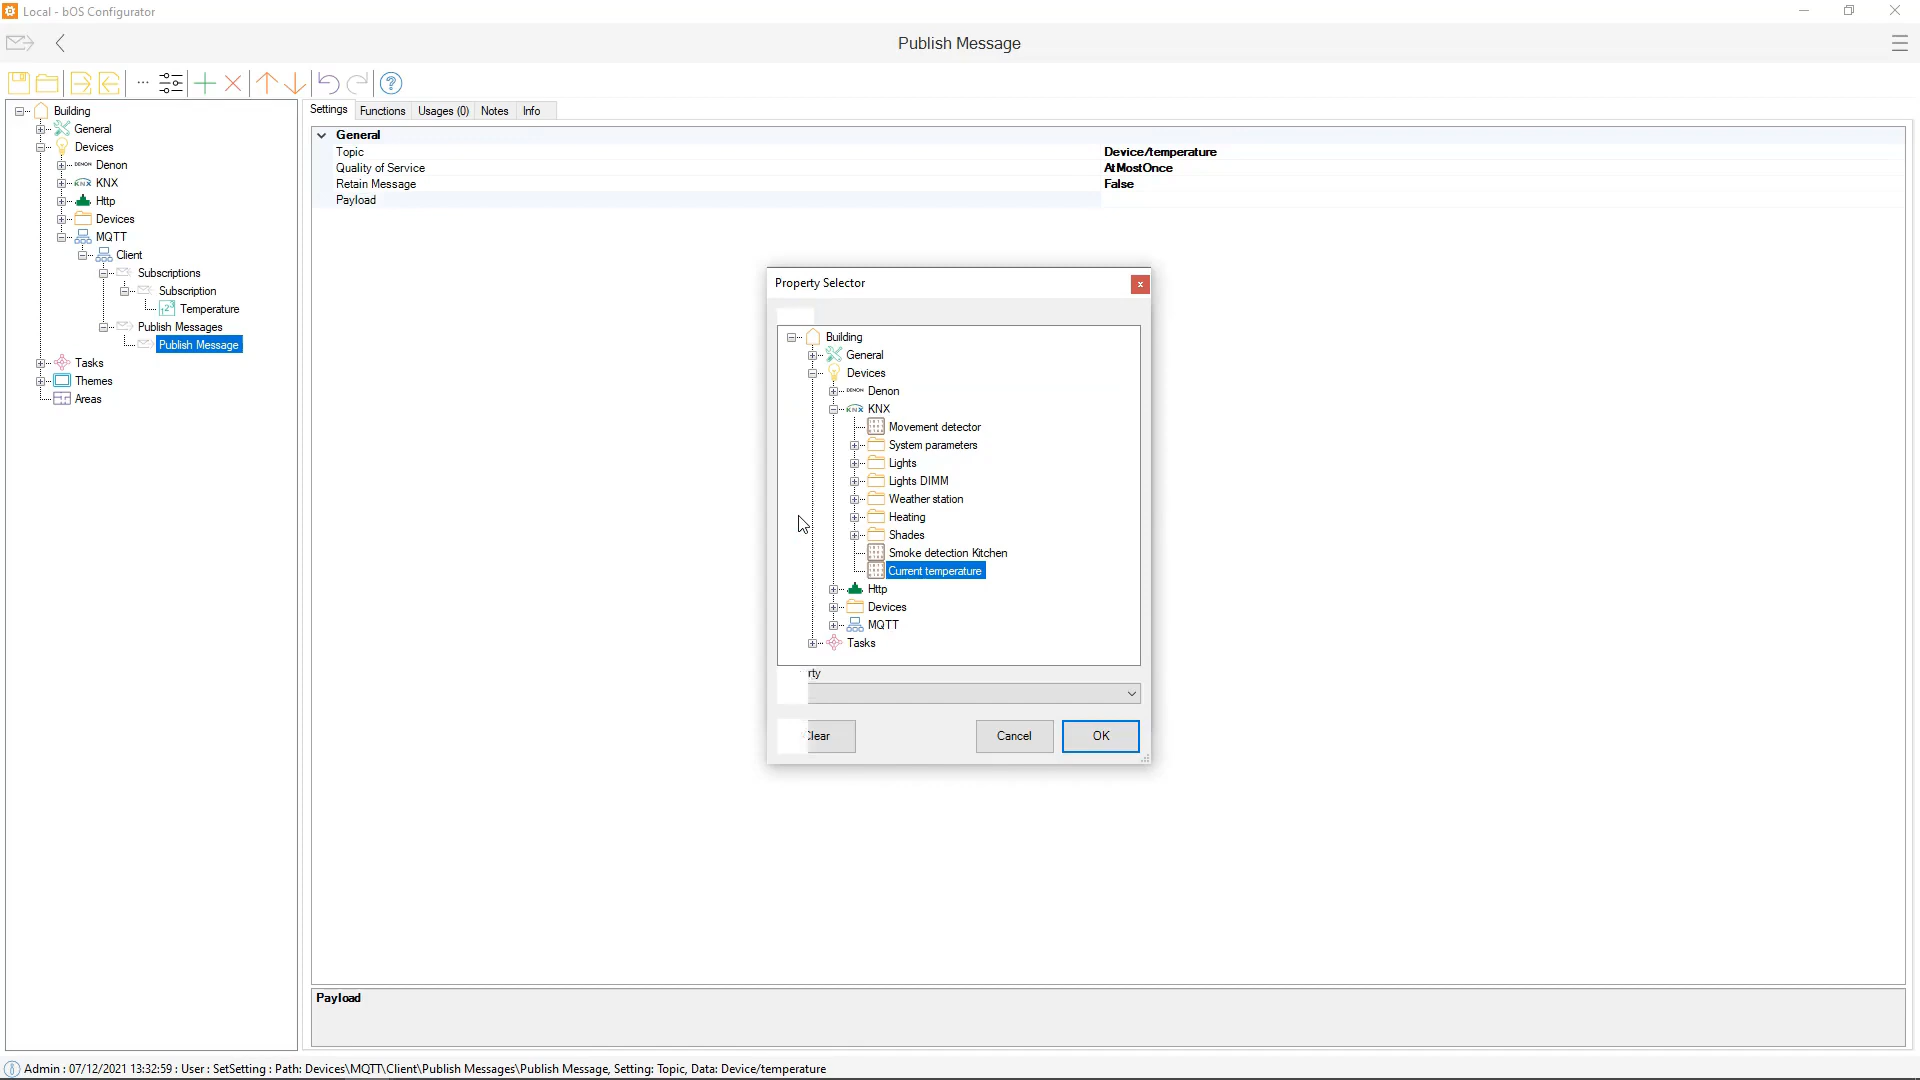 Local - bOS Configurator
Publish Message
Building
General
Devices
DENON Denon
KNX KNX
Http
Devices
MQTT
Client
Subscriptions
Subscription
Temperature
Publish Messages
Publish Message
Tasks
Themes
Areas
Settings Functions Usages (0) Notes Info
General
Topic Device/temperature
Quality of Service AtMostOnce
Retain Message False
Payload
Property Selector
Building
General
Devices
DENON Denon
KNX KNX
Movement detector
System parameters
Lights
Lights DIMM
Weather station
Heating
Shades
Smoke detection Kitchen
Current temperature
Http
Devices
MQTT
Tasks
rty
Clear Cancel OK
Payload
Admin : 07/12/2021 13:32:59 : User : SetSetting : Path: Devices\MQTT\Client\Publish Messages\Publish Message, Setting: Topic, Data: Device/temperature